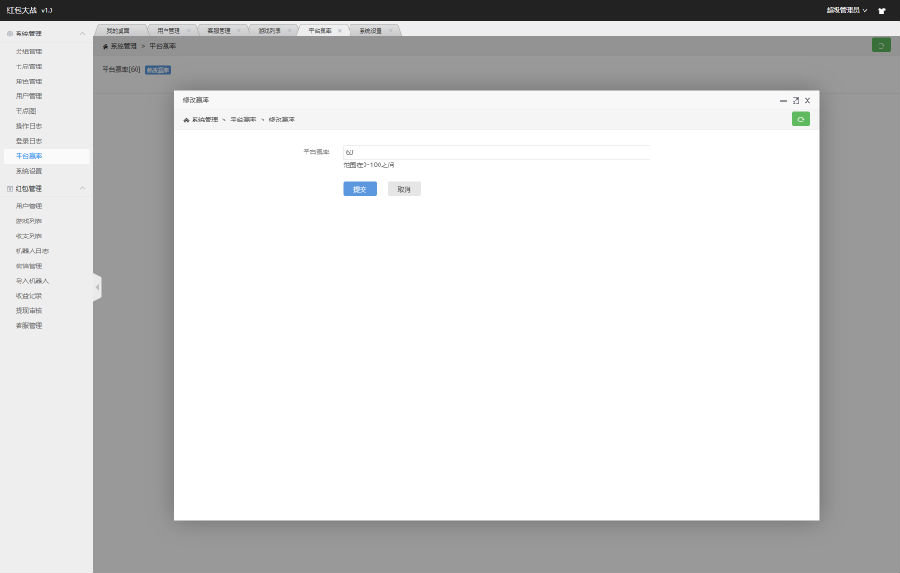 红包大战 v1.3
超级管理员
系统管理
分组管理
节点管理
角色管理
用户管理
节点图
操作日志
登录日志
平台赢率
系统设置
红包管理
用户管理
游戏列表
收支列表
机器人日志
微信管理
导入机器人
收益记录
提现审核
客服管理
我的桌面
用户管理
客服管理
游戏列表
平台赢率
系统设置
系统管理 > 平台赢率
平台赢率[60] 修改赢率
修改赢率
系统管理 > 平台赢率 > 修改赢率
平台赢率 60
范围在0-100之间
提交 取消